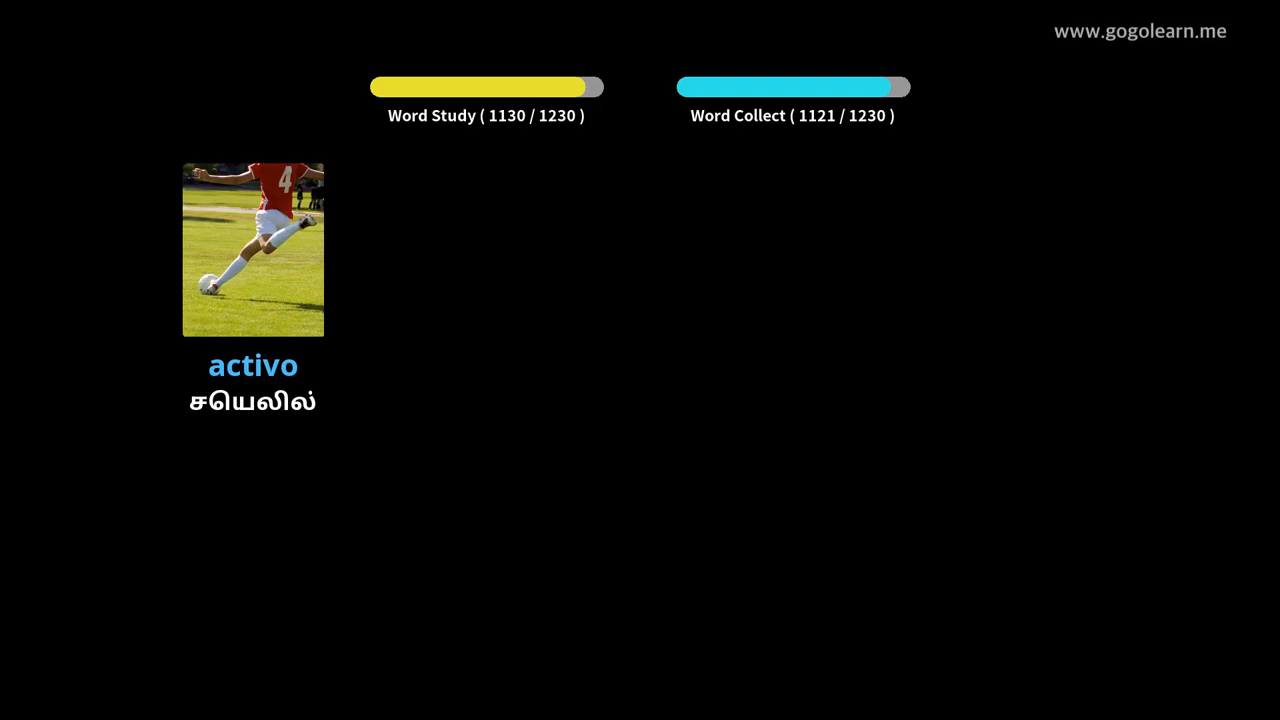 www.gogolearn.me
Word Study ( 1130 / 1230 )
Word Collect ( 1121 / 1230 )
4
activo
சயெலில்